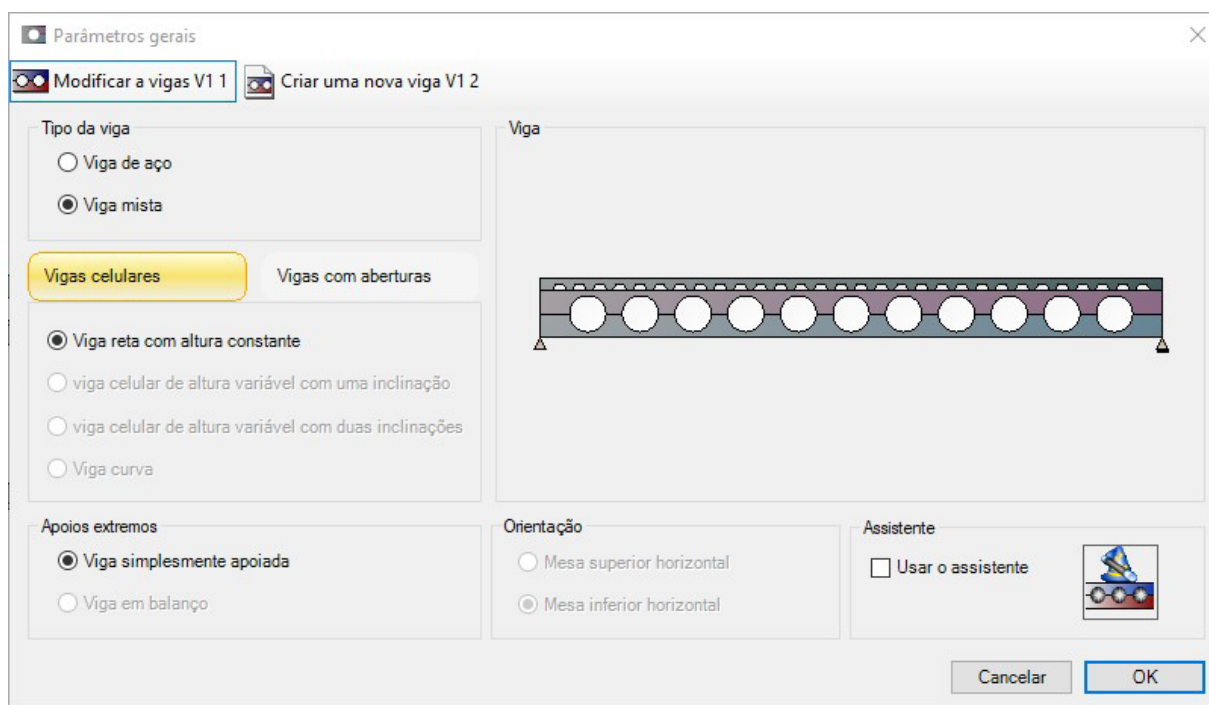 Parâmetros gerais
Modificar a vigas V1 1
Criar uma nova viga V1 2
Tipo da viga
Viga de aço
Viga mista
Vigas celulares
Vigas com aberturas
Viga reta com altura constante
viga celular de altura variável com uma inclinação
viga celular de altura variável com duas inclinações
Viga curva
Viga
Apoios extremos
Viga simplesmente apoiada
Viga em balanço
Orientação
Mesa superior horizontal
Mesa inferior horizontal
Assistente
Usar o assistente
Cancelar
OK